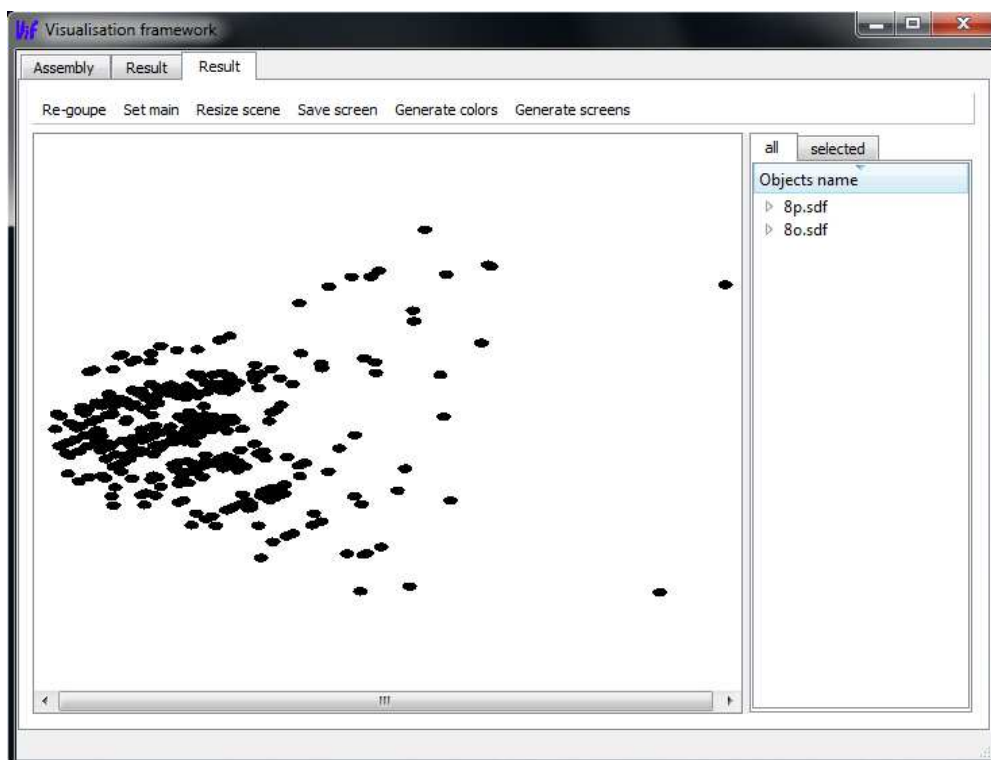 Vif Visualisation framework
Assembly Result Result
Re-goupe Set main Resize scene Save screen Generate colors Generate screens
all selected
Objects name
8p.sdf
8o.sdf